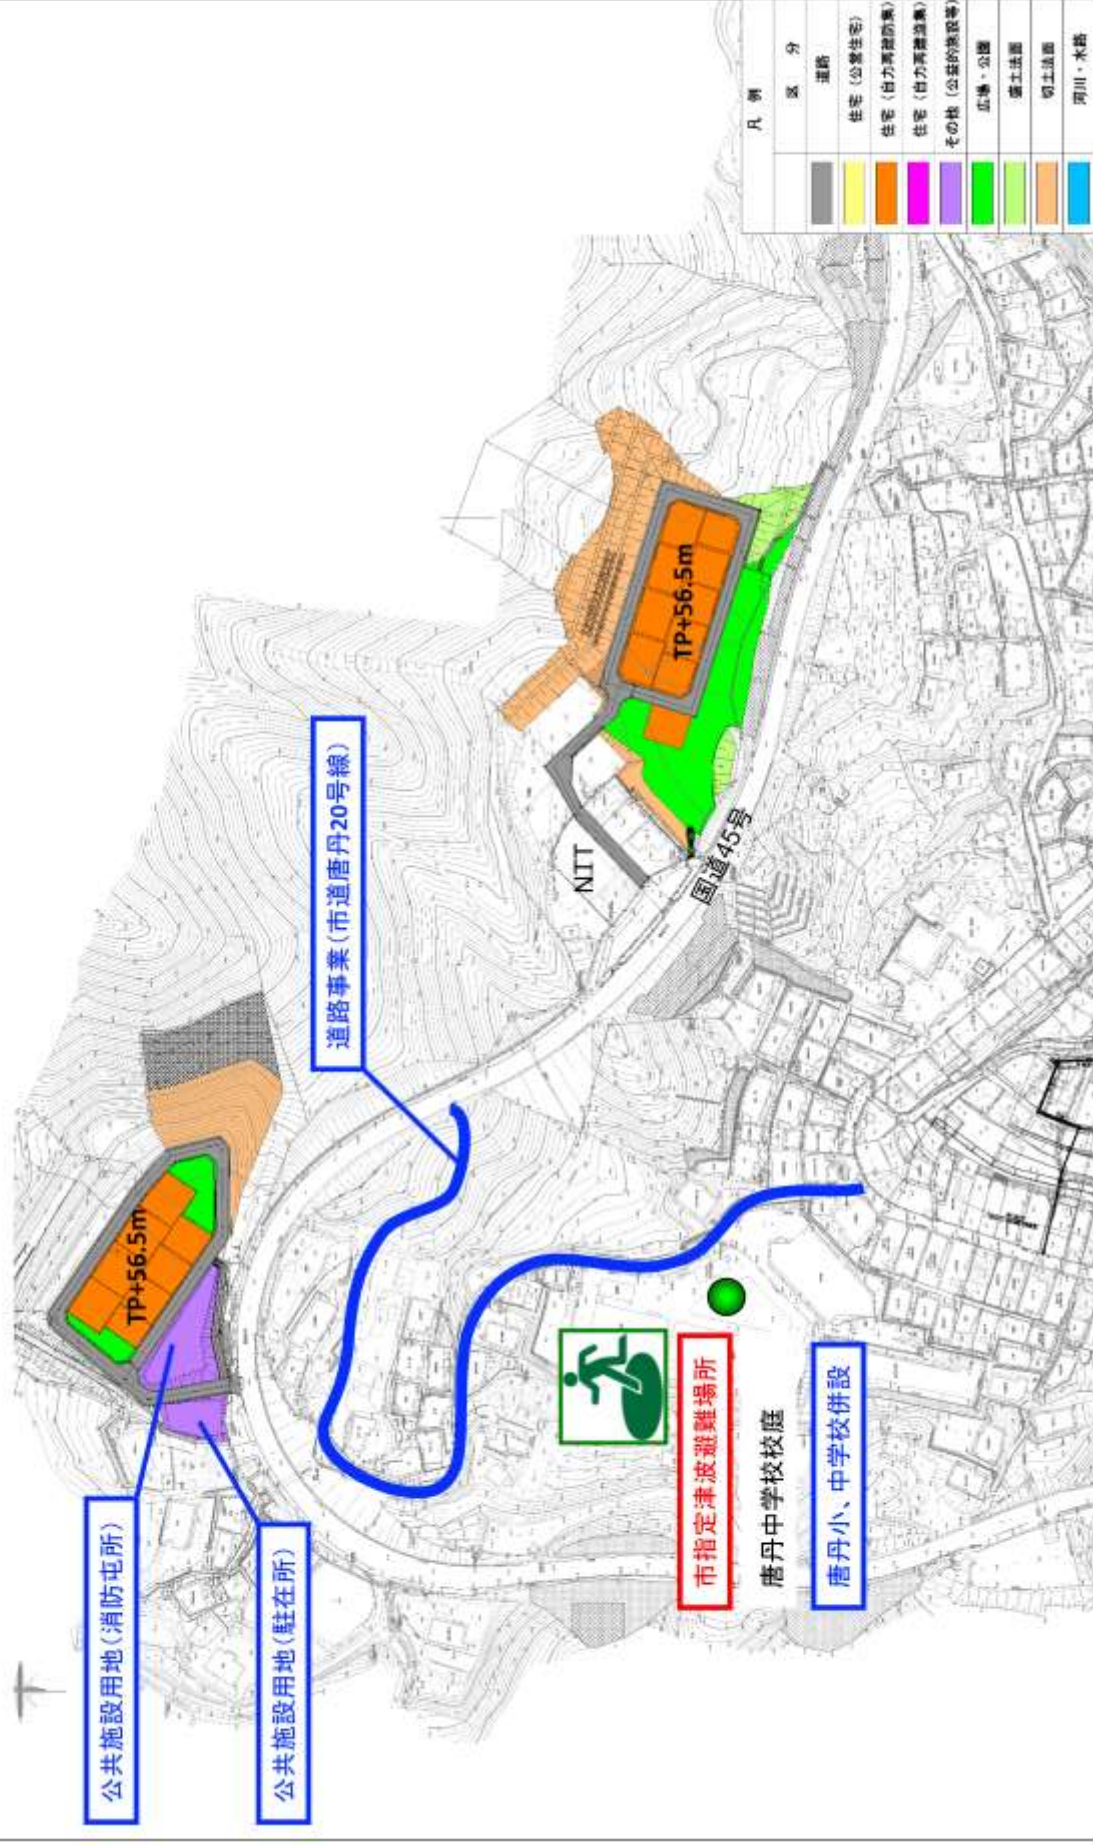 公共施設用地（消防屯所）
公共施設用地（駐在所）
TP+56.5m
道路事業（市道唐丹20号線）
NTT
国道45号
TP+56.5m
市指定津波避難場所
唐丹中学校校庭
唐丹小、中学校併設
凡 例
区 分
道路
住宅（公営住宅）
住宅（自力再建防集）
住宅（自力再建漁集）
その他（公益的施設等）
広場・公園
盛土法面
切土法面
河川・水路